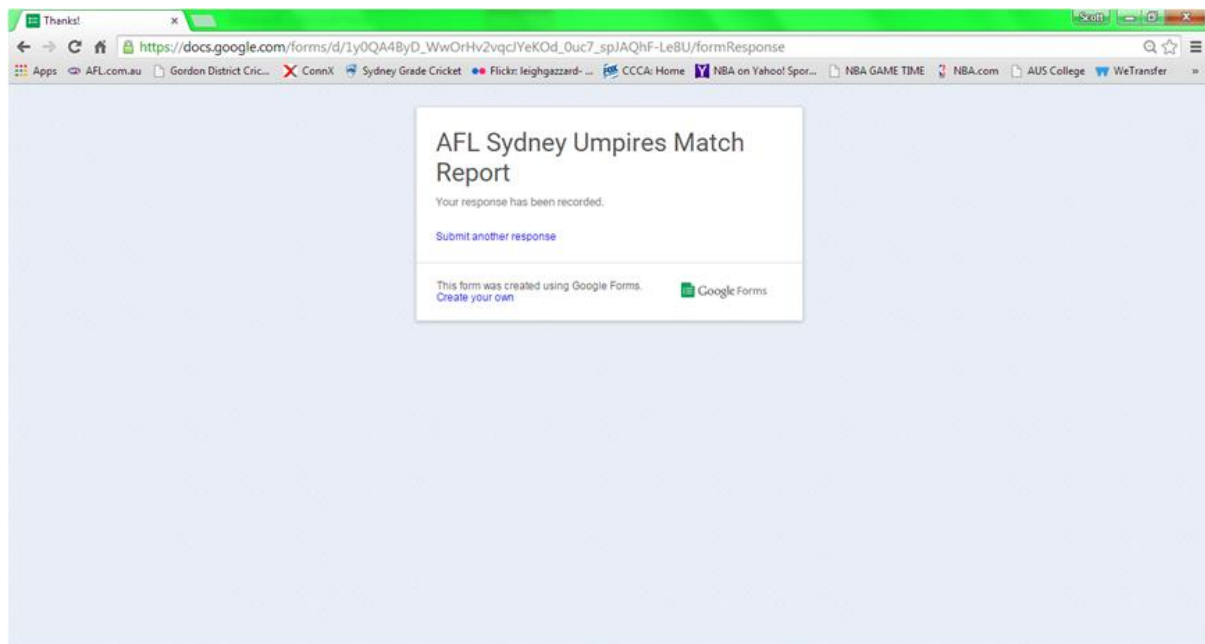 Thanks!
Scott
https://docs.google.com/forms/d/1y0QA4ByD_WwOrHv2vqcJYeKOd_0uc7_spJAQhF-Le8U/formResponse
Apps AFL.com.au Gordon District Cric... ConnX Sydney Grade Cricket Flickr: leighgazzard- ... CCCA: Home NBA on Yahoo! Spor... NBA GAME TIME NBA.com AUS College WeTransfer »
AFL Sydney Umpires Match
Report
Your response has been recorded.
Submit another response
This form was created using Google Forms.
Create your own
Google Forms